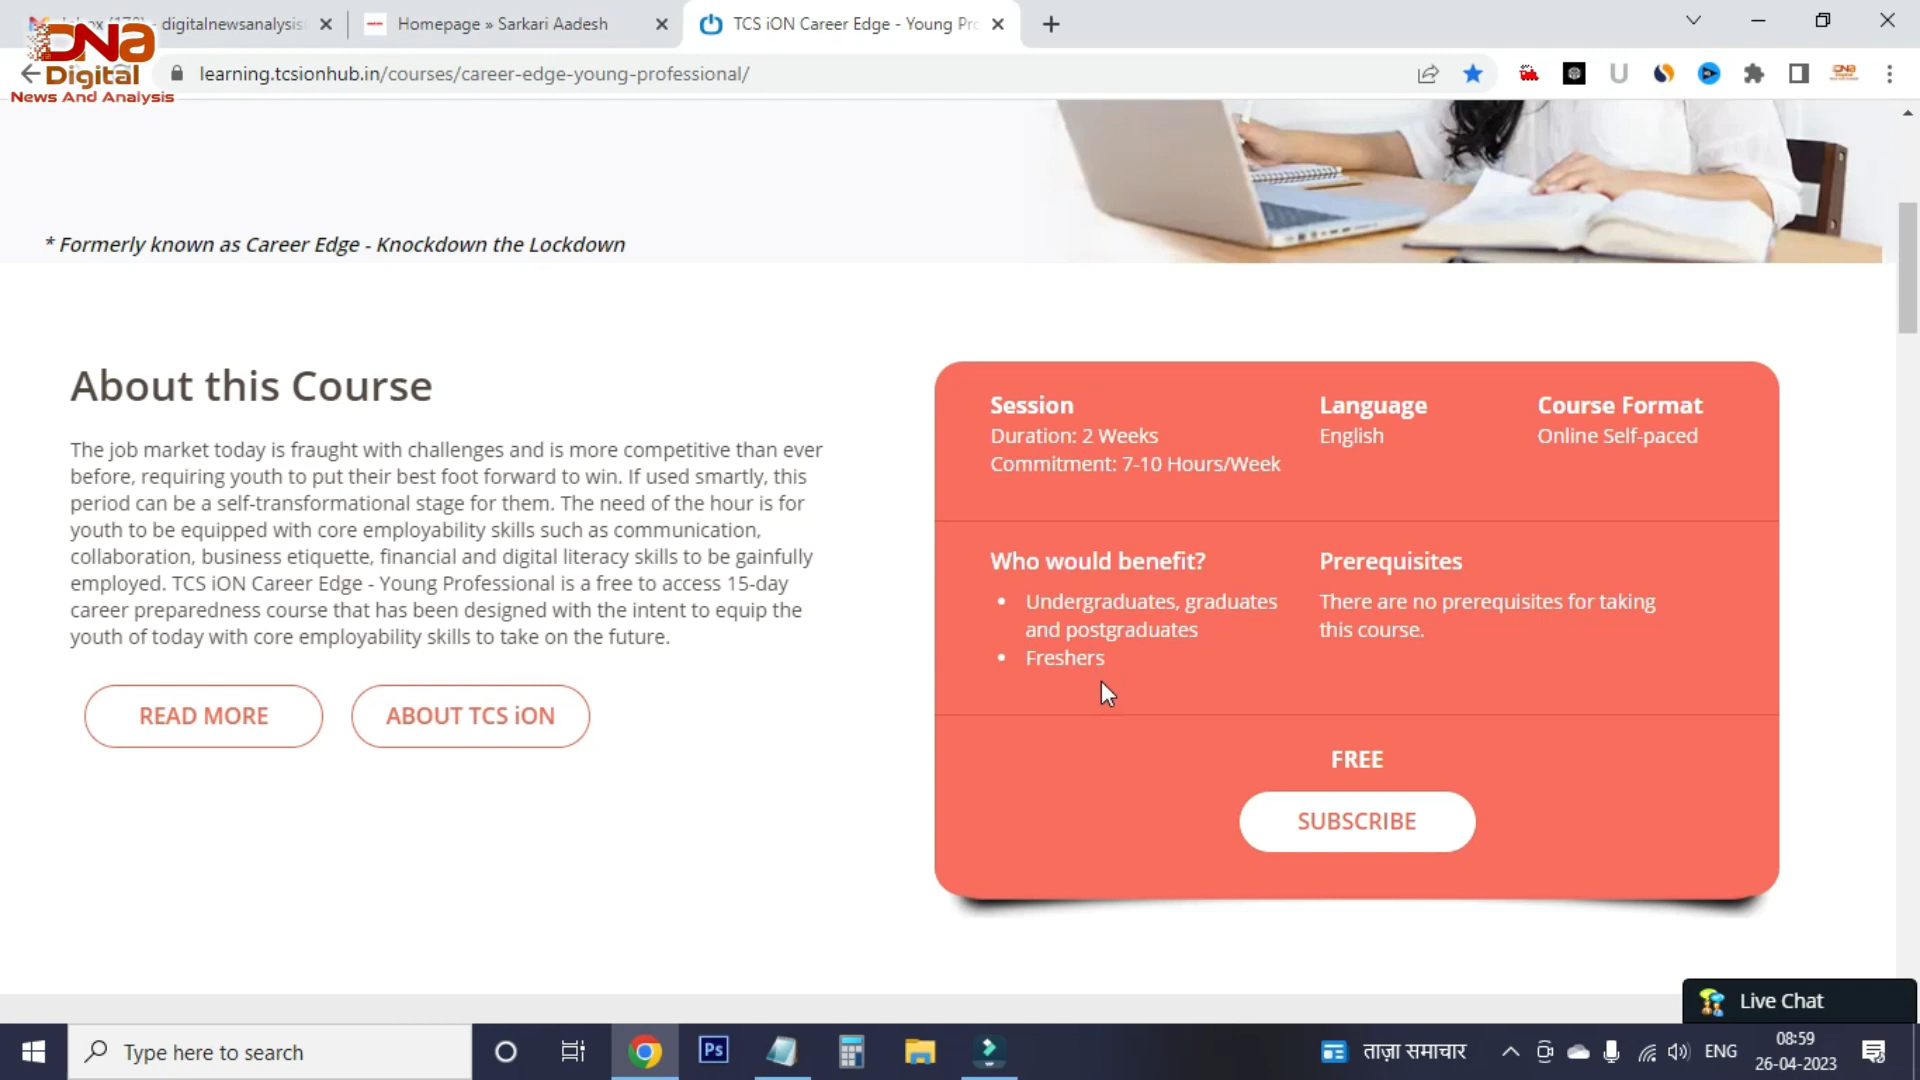 Inbox (170) - digitalnewsanalysis
Homepage » Sarkari Aadesh
TCS iON Career Edge - Young Pro
DNA
Digital
News And Analysis
learning.tcsionhub.in/courses/career-edge-young-professional/
* Formerly known as Career Edge - Knockdown the Lockdown
About this Course
The job market today is fraught with challenges and is more competitive than ever
before, requiring youth to put their best foot forward to win. If used smartly, this
period can be a self-transformational stage for them. The need of the hour is for
youth to be equipped with core employability skills such as communication,
collaboration, business etiquette, financial and digital literacy skills to be gainfully
employed. TCS iON Career Edge - Young Professional is a free to access 15-day
career preparedness course that has been designed with the intent to equip the
youth of today with core employability skills to take on the future.
READ MORE
ABOUT TCS iON
Session
Duration: 2 Weeks
Commitment: 7-10 Hours/Week
Language
English
Course Format
Online Self-paced
Who would benefit?
• Undergraduates, graduates
and postgraduates
• Freshers
Prerequisites
There are no prerequisites for taking
this course.
FREE
SUBSCRIBE
Live Chat
Type here to search
Ps
ताज़ा समाचार
ENG
08:59
26-04-2023